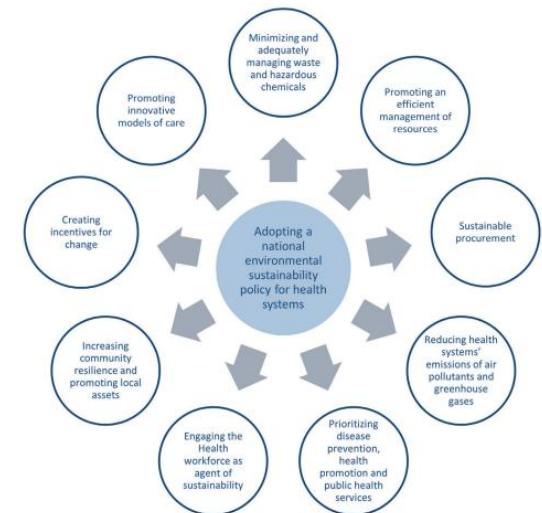 Minimizing and
adequately
managing waste
and hazardous
chemicals
Promoting an
efficient
management of
resources
Sustainable
procurement
Reducing health
systems'
emissions of air
pollutants and
greenhouse
gases
Prioritizing
disease
prevention,
health
promotion and
public health
services
Engaging the
Health
workforce as
agent of
sustainability
Increasing
community
resilience and
promoting local
assets
Creating
incentives for
change
Promoting
innovative
models of care
Adopting a
national
environmental
sustainability
policy for health
systems